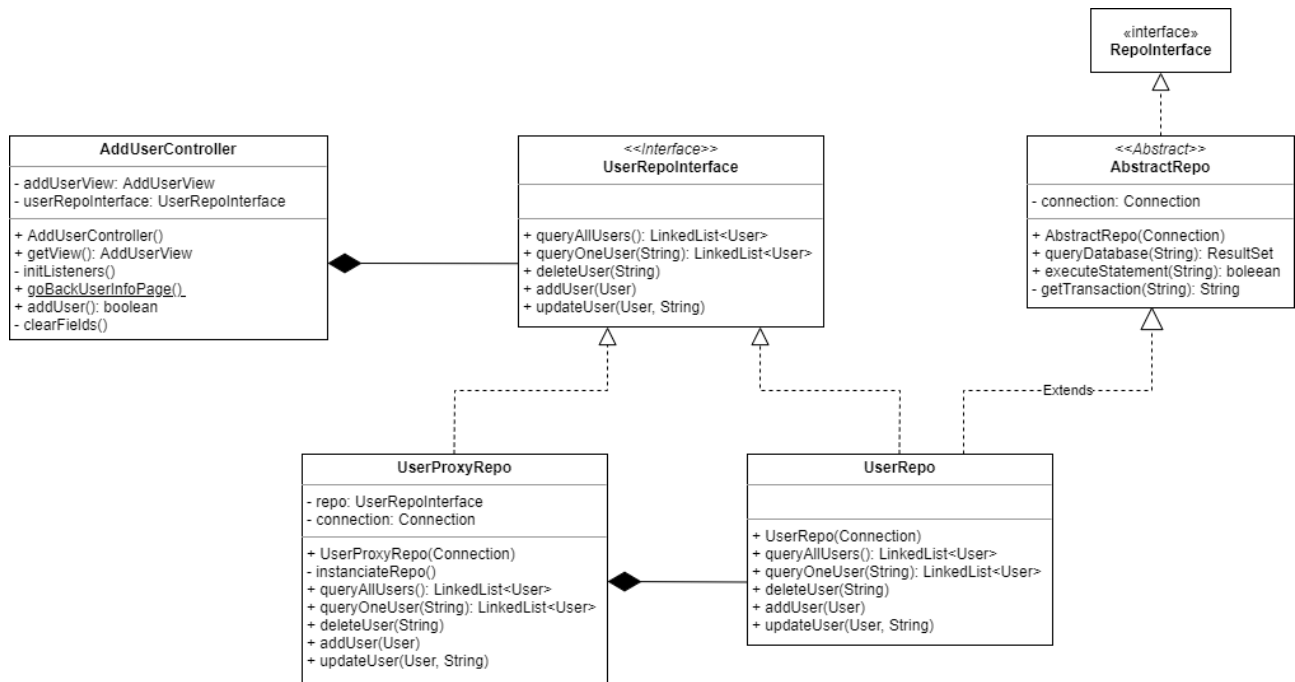 «interface»
RepoInterface
AddUserController
- addUserView: AddUserView
- userRepoInterface: UserRepoInterface
+ AddUserController()
+ getView(): AddUserView
- initListeners()
+ goBackUserInfoPage()
+ addUser(): boolean
- clearFields()
<<Interface>>
UserRepoInterface
+ queryAllUsers(): LinkedList<User>
+ queryOneUser(String): LinkedList<User>
+ deleteUser(String)
+ addUser(User)
+ updateUser(User, String)
<<Abstract>>
AbstractRepo
- connection: Connection
+ AbstractRepo(Connection)
+ queryDatabase(String): ResultSet
+ executeStatement(String): boleean
- getTransaction(String): String
Extends
UserProxyRepo
- repo: UserRepoInterface
- connection: Connection
+ UserProxyRepo(Connection)
- instanciateRepo()
+ queryAllUsers(): LinkedList<User>
+ queryOneUser(String): LinkedList<User>
+ deleteUser(String)
+ addUser(User)
+ updateUser(User, String)
UserRepo
+ UserRepo(Connection)
+ queryAllUsers(): LinkedList<User>
+ queryOneUser(String): LinkedList<User>
+ deleteUser(String)
+ addUser(User)
+ updateUser(User, String)